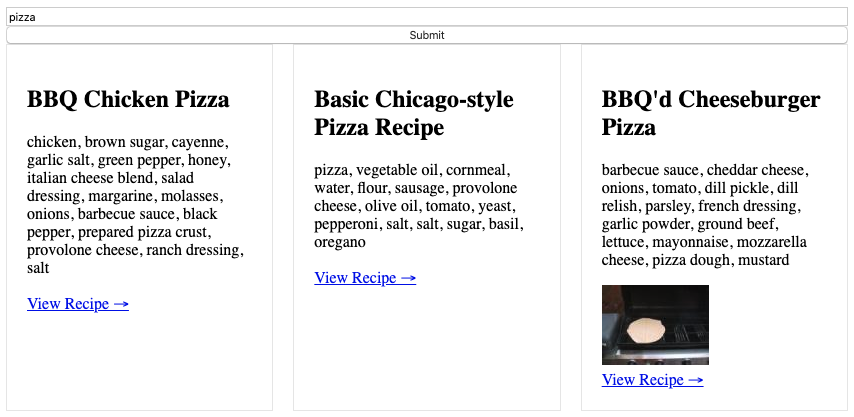 pizza
Submit
BBQ Chicken Pizza
chicken, brown sugar, cayenne,
garlic salt, green pepper, honey,
italian cheese blend, salad
dressing, margarine, molasses,
onions, barbecue sauce, black
pepper, prepared pizza crust,
provolone cheese, ranch dressing,
salt
View Recipe →
Basic Chicago-style
Pizza Recipe
pizza, vegetable oil, cornmeal,
water, flour, sausage, provolone
cheese, olive oil, tomato, yeast,
pepperoni, salt, salt, sugar, basil,
oregano
View Recipe →
BBQ'd Cheeseburger
Pizza
barbecue sauce, cheddar cheese,
onions, tomato, dill pickle, dill
relish, parsley, french dressing,
garlic powder, ground beef,
lettuce, mayonnaise, mozzarella
cheese, pizza dough, mustard
View Recipe →